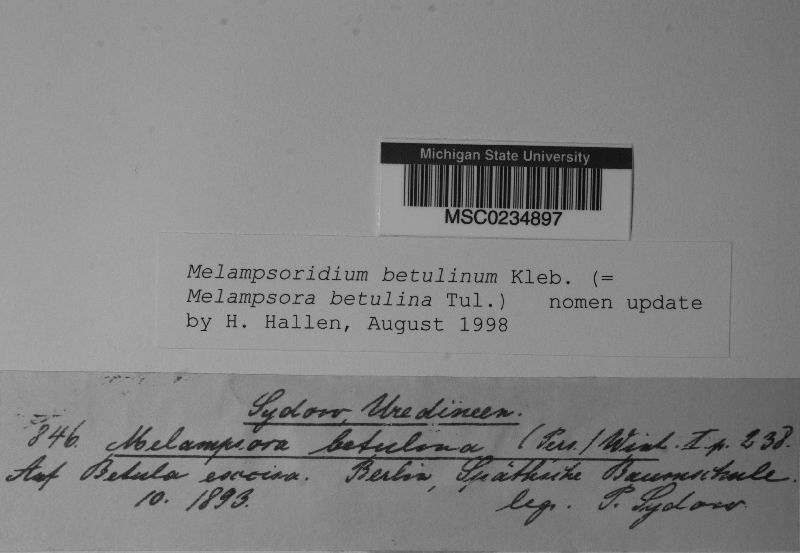 Michigan State University
MSC0234897
Melampsoridium betulinum Kleb. (=
Melampsora betulina Tul.) nomen update
by H. Hallen, August 1998
Sydow, Uredineen.
846. Melampsora betulina (Pers.) Wint. I p. 238.
Auf Betula excisa. Berlin, Späthsche Baumschule.
10. 1893. leg. P. Sydow